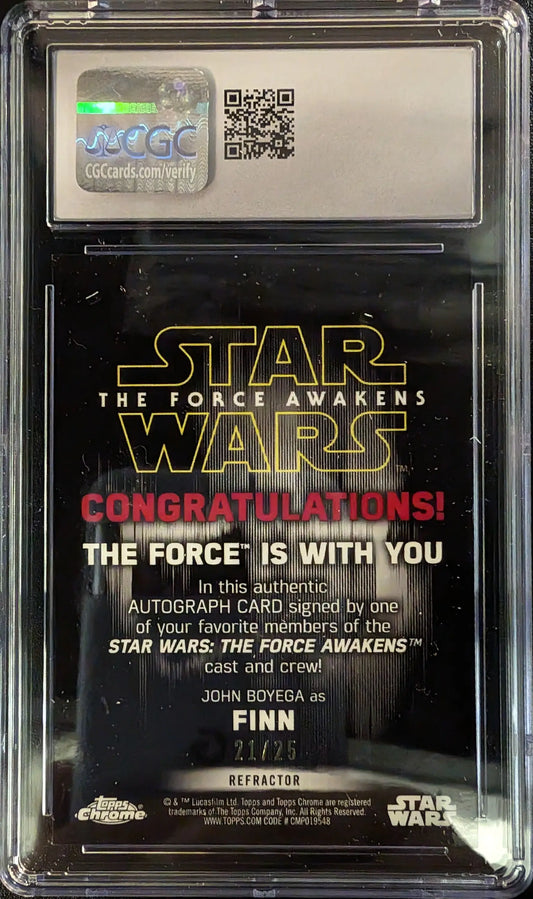 CGC
CGCcards.com/verify
STAR
THE FORCE AWAKENS
WARS™
CONGRATULATIONS!
THE FORCE™ IS WITH YOU
In this authentic
AUTOGRAPH CARD signed by one
of your favorite members of the
STAR WARS: THE FORCE AWAKENS™
cast and crew!
JOHN BOYEGA as
FINN
21/25
REFRACTOR
Topps Chrome®
© & ™ Lucasfilm Ltd. Topps and Topps Chrome are registered
trademarks of The Topps Company, Inc. All Rights Reserved.
WWW.TOPPS.COM CODE # CMP019548
STAR
WARS